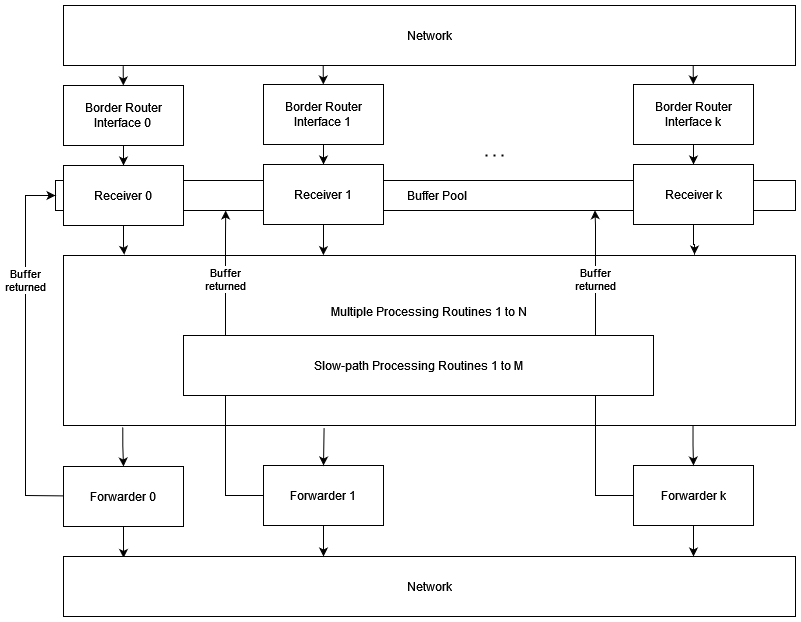 Network
Border Router
Interface 0
Border Router
Interface 1
Border Router
Interface k
...
Receiver 0
Receiver 1
Buffer Pool
Receiver k
Buffer
returned
Buffer
returned
Buffer
returned
Multiple Processing Routines 1 to N
Slow-path Processing Routines 1 to M
Forwarder 0
Forwarder 1
Forwarder k
Network